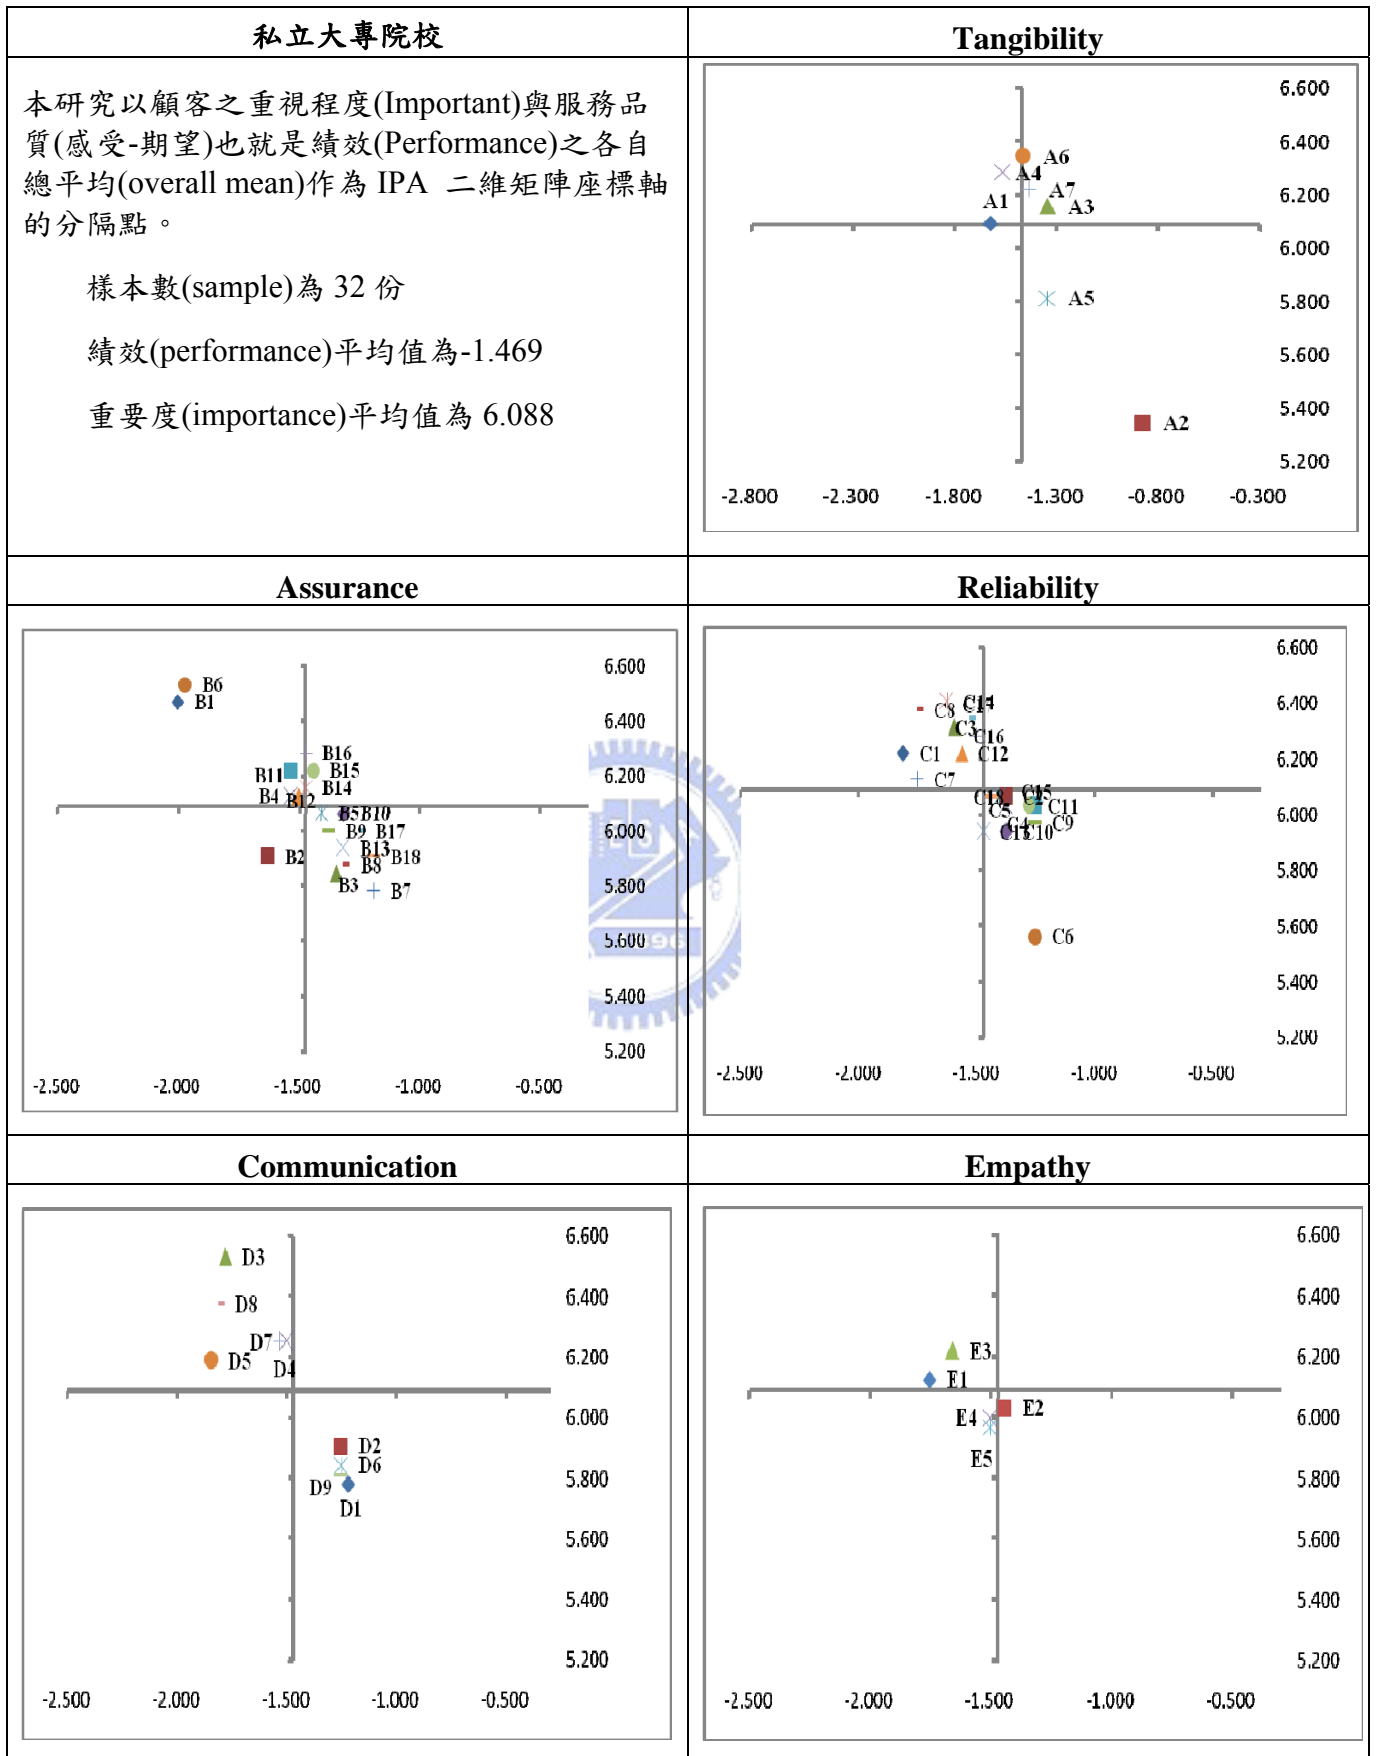 私立大專院校
Tangibility
本研究以顧客之重視程度(Important)與服務品
質(感受-期望)也就是績效(Performance)之各自
總平均(overall mean)作為 IPA 二維矩陣座標軸
的分隔點。
樣本數(sample)為 32 份
績效(performance)平均值為-1.469
重要度(importance)平均值為 6.088
6.600
6.400
A6
A4
6.200
A7
A1
A3
6.000
A5
5.800
5.600
5.400
A2
5.200
-2.800 -2.300 -1.800 -1.300 -0.800 -0.300
Assurance
6.600
B6
B1
6.400
B16
B11
B15
6.200
B4
B14
B12
B5
B10
B9
B17
6.000
B2
B13
B18
B8
B3
B7
5.800
5.600
5.400
5.200
-2.500 -2.000 -1.500 -1.000 -0.500
Reliability
6.600
C8
C14
6.400
C3
C16
C1
C12
6.200
C7
C18
C2
C11
6.000
C5
C4
C9
C10
5.800
C6
5.600
5.400
5.200
-2.500 -2.000 -1.500 -1.000 -0.500
Communication
6.600
D3
D8
6.400
D7
D5
D4
6.200
6.000
D2
D6
D9
5.800
D1
5.600
5.400
5.200
-2.500 -2.000 -1.500 -1.000 -0.500
Empathy
6.600
6.400
E3
6.200
E1
E4
E2
6.000
E5
5.800
5.600
5.400
5.200
-2.500 -2.000 -1.500 -1.000 -0.500